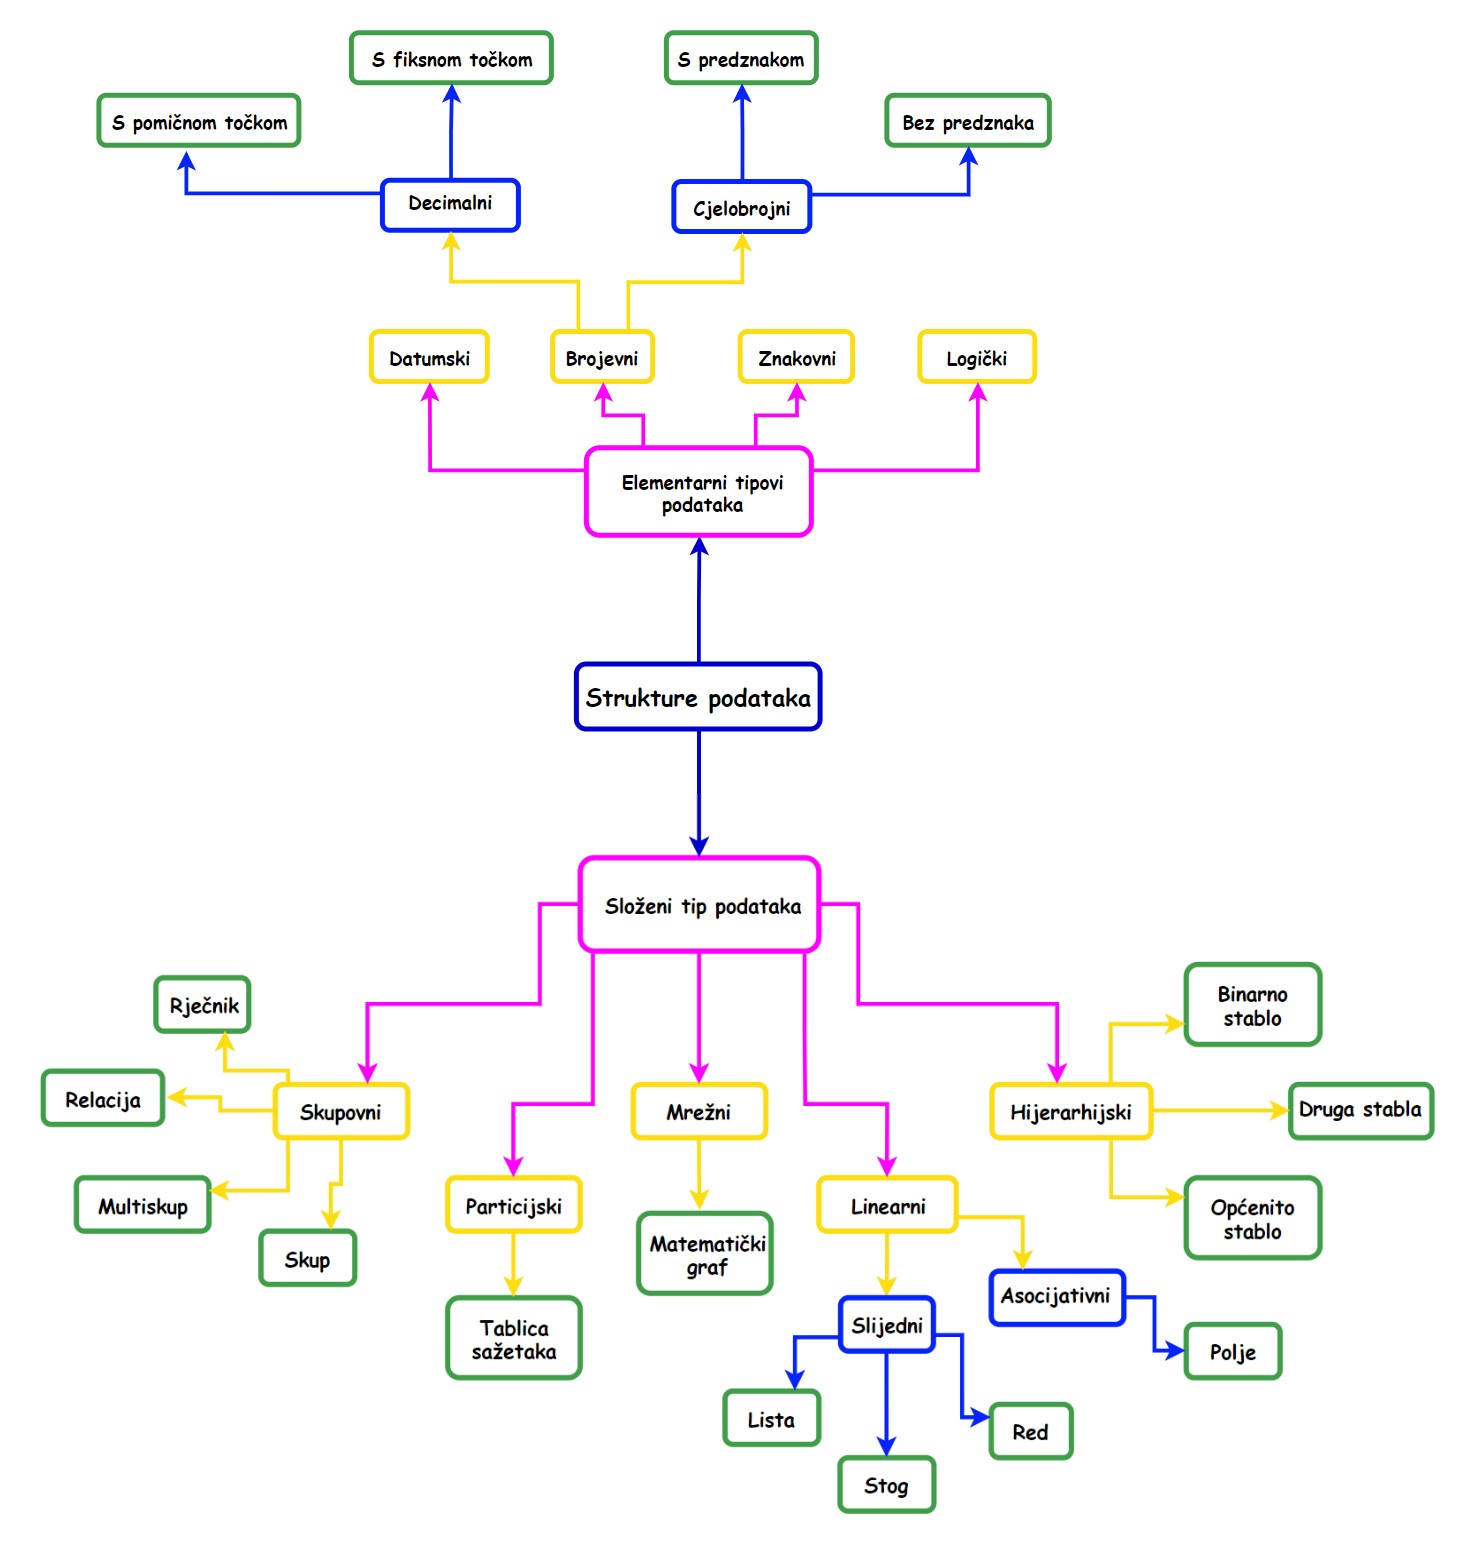 S fiksnom točkom
S predznakom
S pomičnom točkom
Bez predznaka
Decimalni
Cjelobrojni
Datumski
Brojevni
Znakovni
Logički
Elementarni tipovi
podataka
Strukture podataka
Složeni tip podataka
Rječnik
Binarno
stablo
Relacija
Skupovni
Mrežni
Hijerarhijski
Druga stabla
Multiskup
Particijski
Linearni
Općenito
stablo
Skup
Matematički
graf
Tablica
sažetaka
Slijedni
Asocijativni
Polje
Lista
Red
Stog